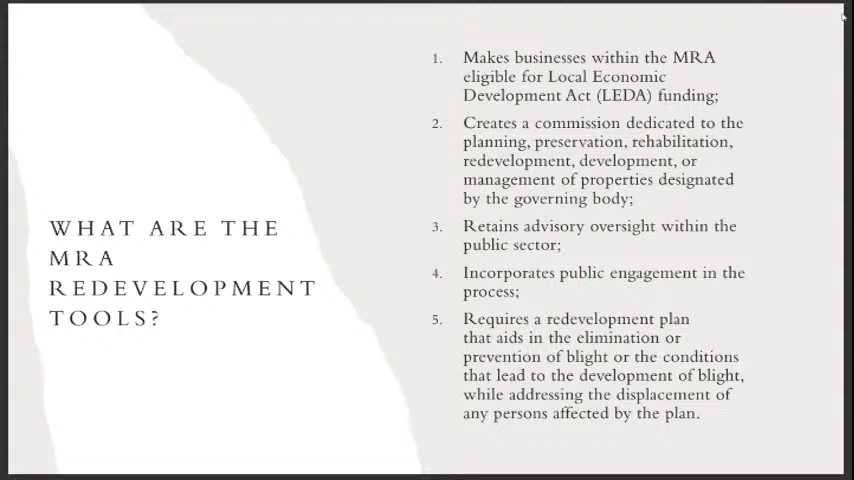 WHAT ARE THE
MRA
REDEVELOPMENT
TOOLS?
1. Makes businesses within the MRA
eligible for Local Economic
Development Act (LEDA) funding;
2. Creates a commission dedicated to the
planning, preservation, rehabilitation,
redevelopment, development, or
management of properties designated
by the governing body;
3. Retains advisory oversight within the
public sector;
4. Incorporates public engagement in the
process;
5. Requires a redevelopment plan
that aids in the elimination or
prevention of blight or the conditions
that lead to the development of blight,
while addressing the displacement of
any persons affected by the plan.